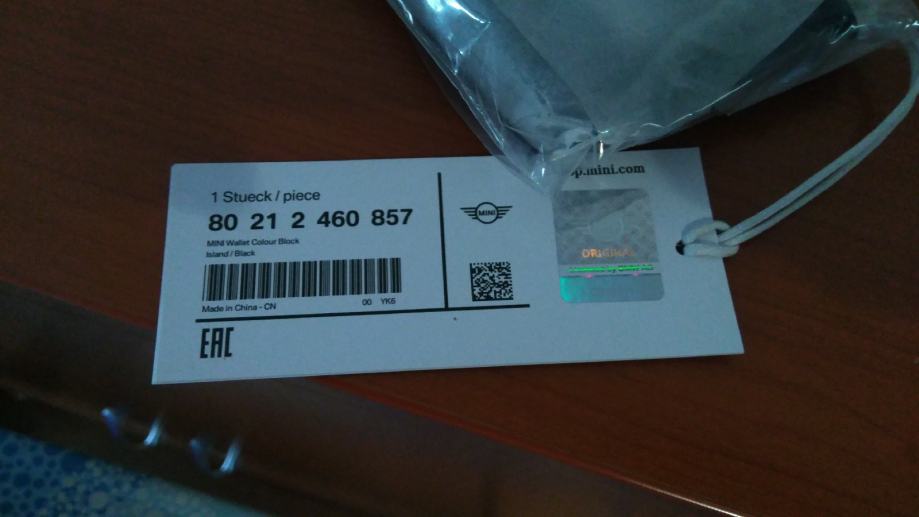 1 Stueck / piece
80 21 2 460 857
MINI Wallet Colour Block
Island / Black
Made in China - CN 00 YK6
EAC
MINI
p.mini.com
ORIGINAL